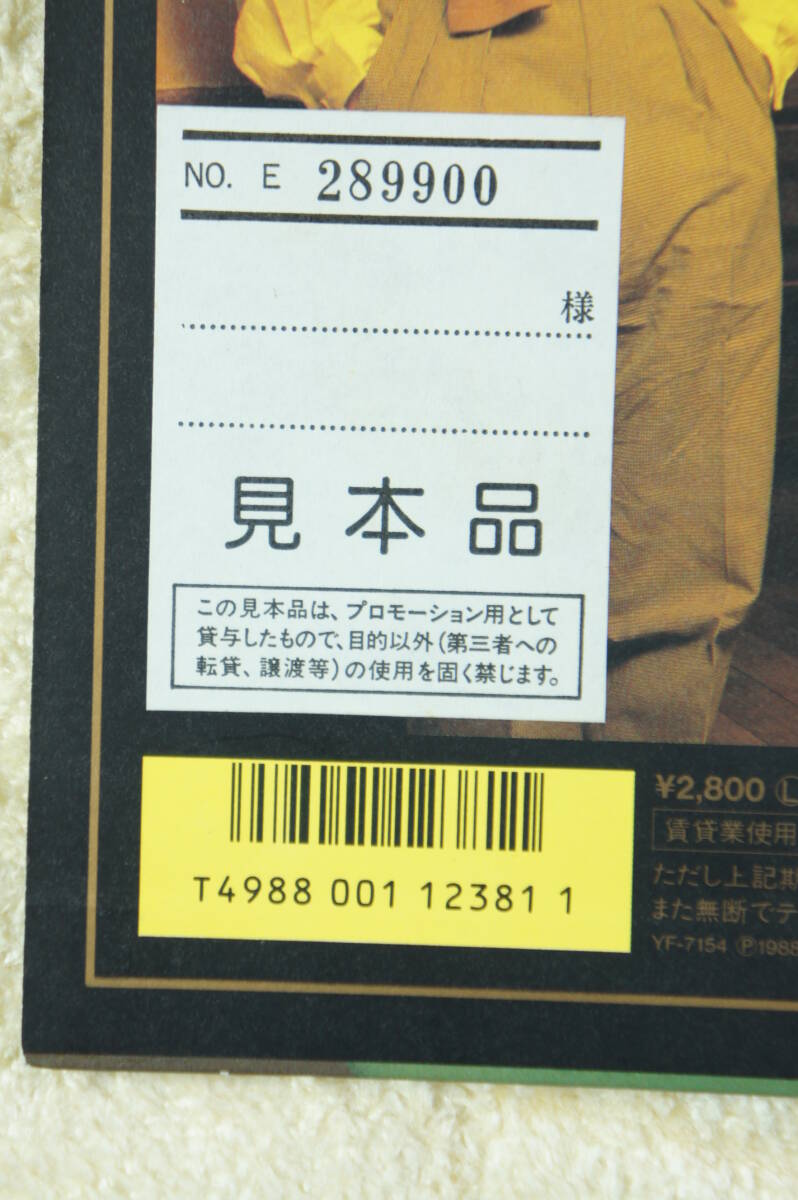 NO. E 289900
様
見本品
この見本品は、プロモーション用として
貸与したもので、目的以外(第三者への
転貸、譲渡等)の使用を固く禁じます。
T4988 001 12381 1
¥2,800 Ⓛ
賃貸業使用
ただし上記期
また無断でテ
YF-7154 Ⓟ1988